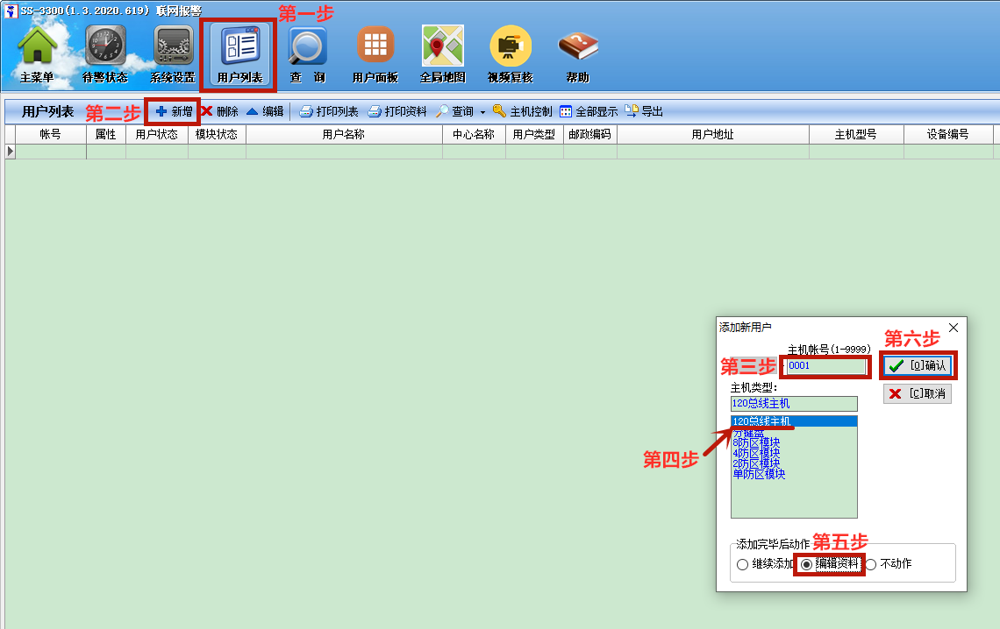 SS-3300(1.3.2020.619) 联网报警
第一步
主菜单 待警状态 系统设置 用户列表 查 询 用户面板 全局地图 视频复核 帮助
用户列表 第二步 新增 删除 编辑 打印列表 打印资料 查询 主机控制 全部显示 导出
帐号 属性 用户状态 模块状态 用户名称 中心名称 用户类型 邮政编码 用户地址 主机型号 设备编号
添加新用户
第六步
主机帐号(1-9999)
第三步 0001 [O]确认
主机类型:
[C]取消
120总线主机
120总线主机
分键盘
8防区模块
4防区模块
第四步
2防区模块
单防区模块
添加完毕后动作 第五步
继续添加 编辑资料 不动作